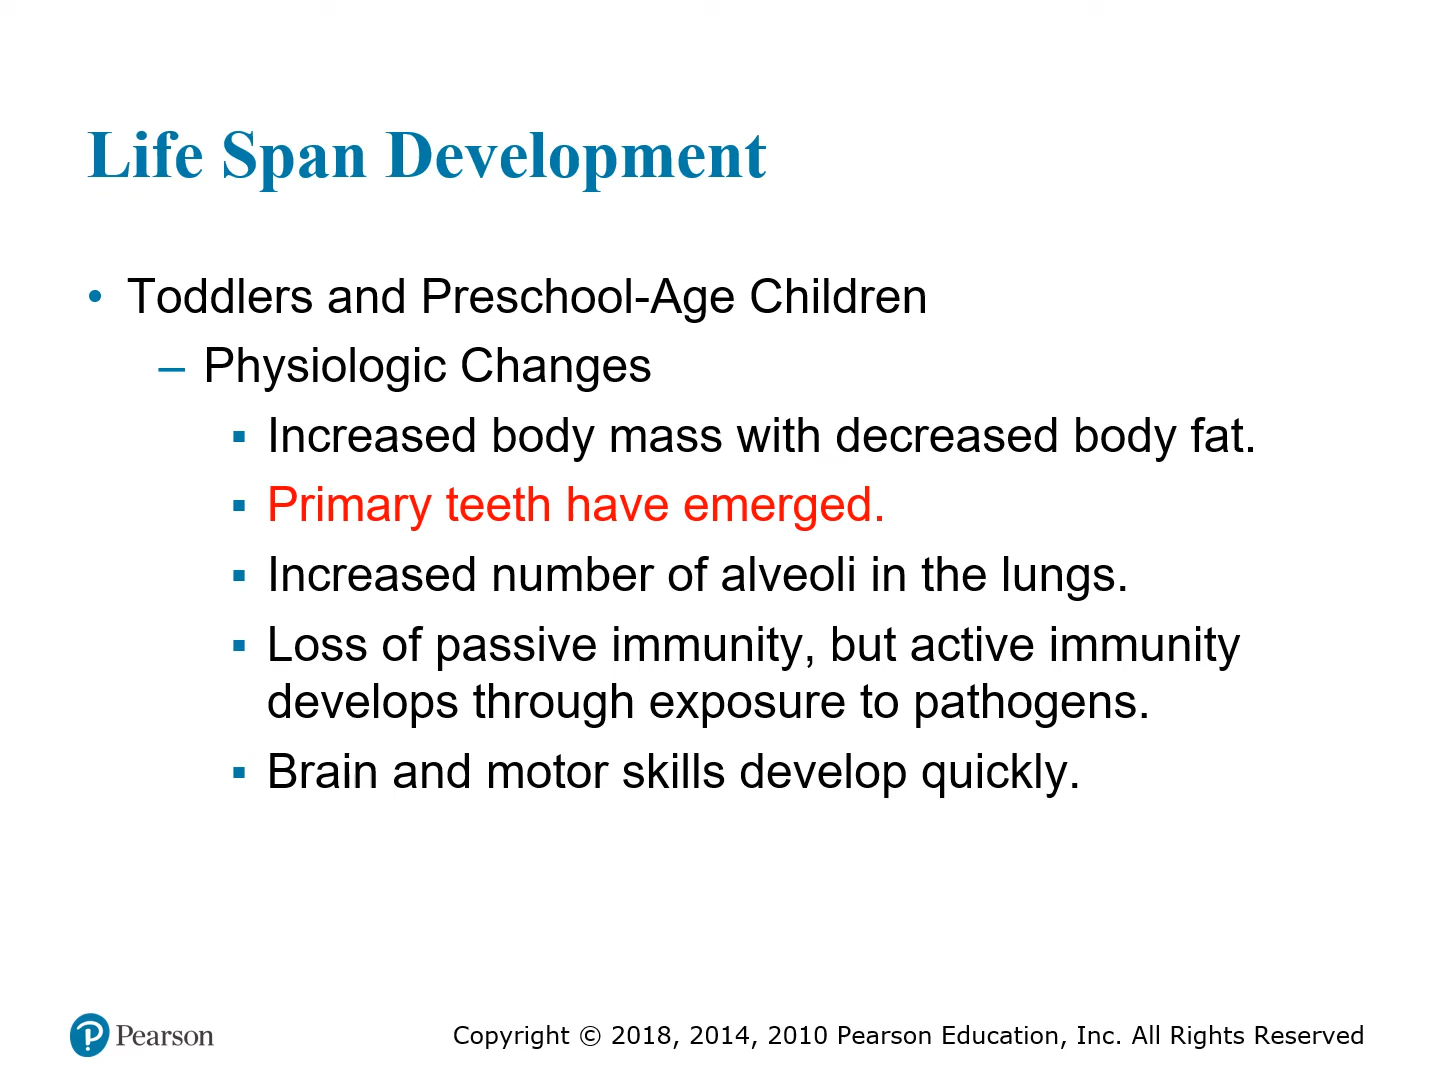 Life Span Development
• Toddlers and Preschool-Age Children
– Physiologic Changes
▪ Increased body mass with decreased body fat.
▪ Primary teeth have emerged.
▪ Increased number of alveoli in the lungs.
▪ Loss of passive immunity, but active immunity
develops through exposure to pathogens.
▪ Brain and motor skills develop quickly.
Pearson
Copyright © 2018, 2014, 2010 Pearson Education, Inc. All Rights Reserved